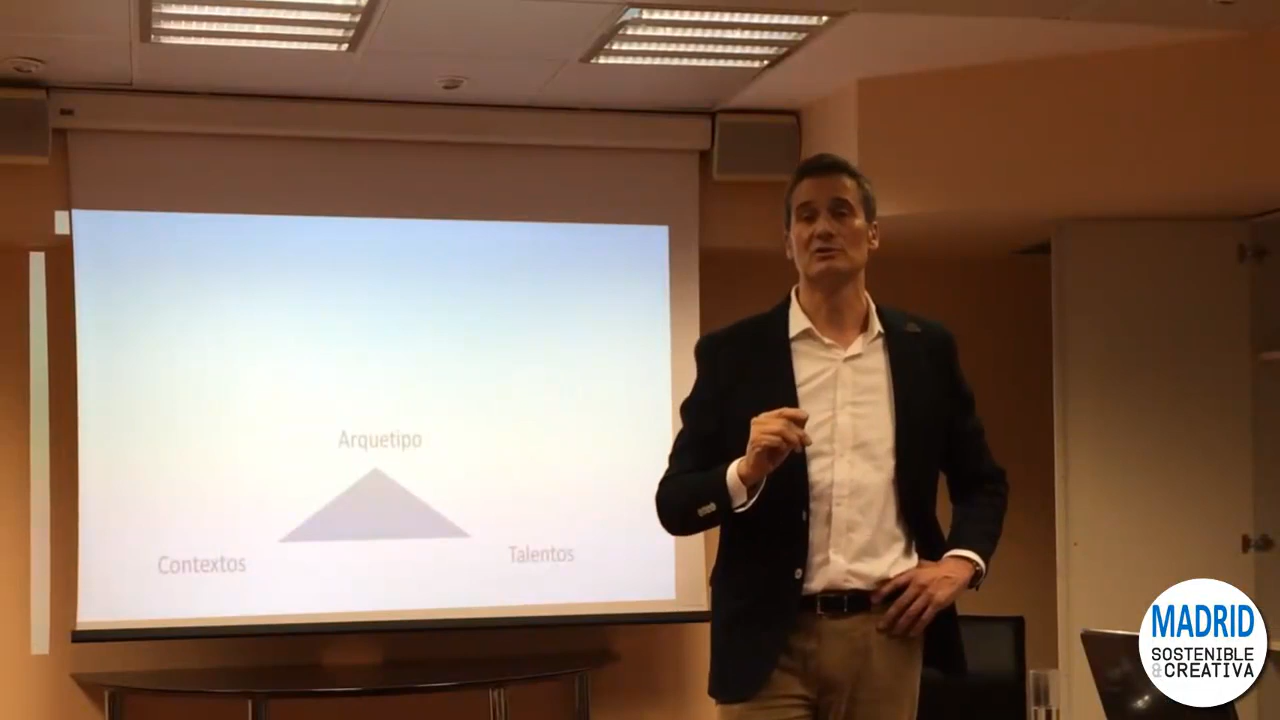 Arquetipo
Contextos
Talentos
MADRID
SOSTENIBLE
&CREATIVA